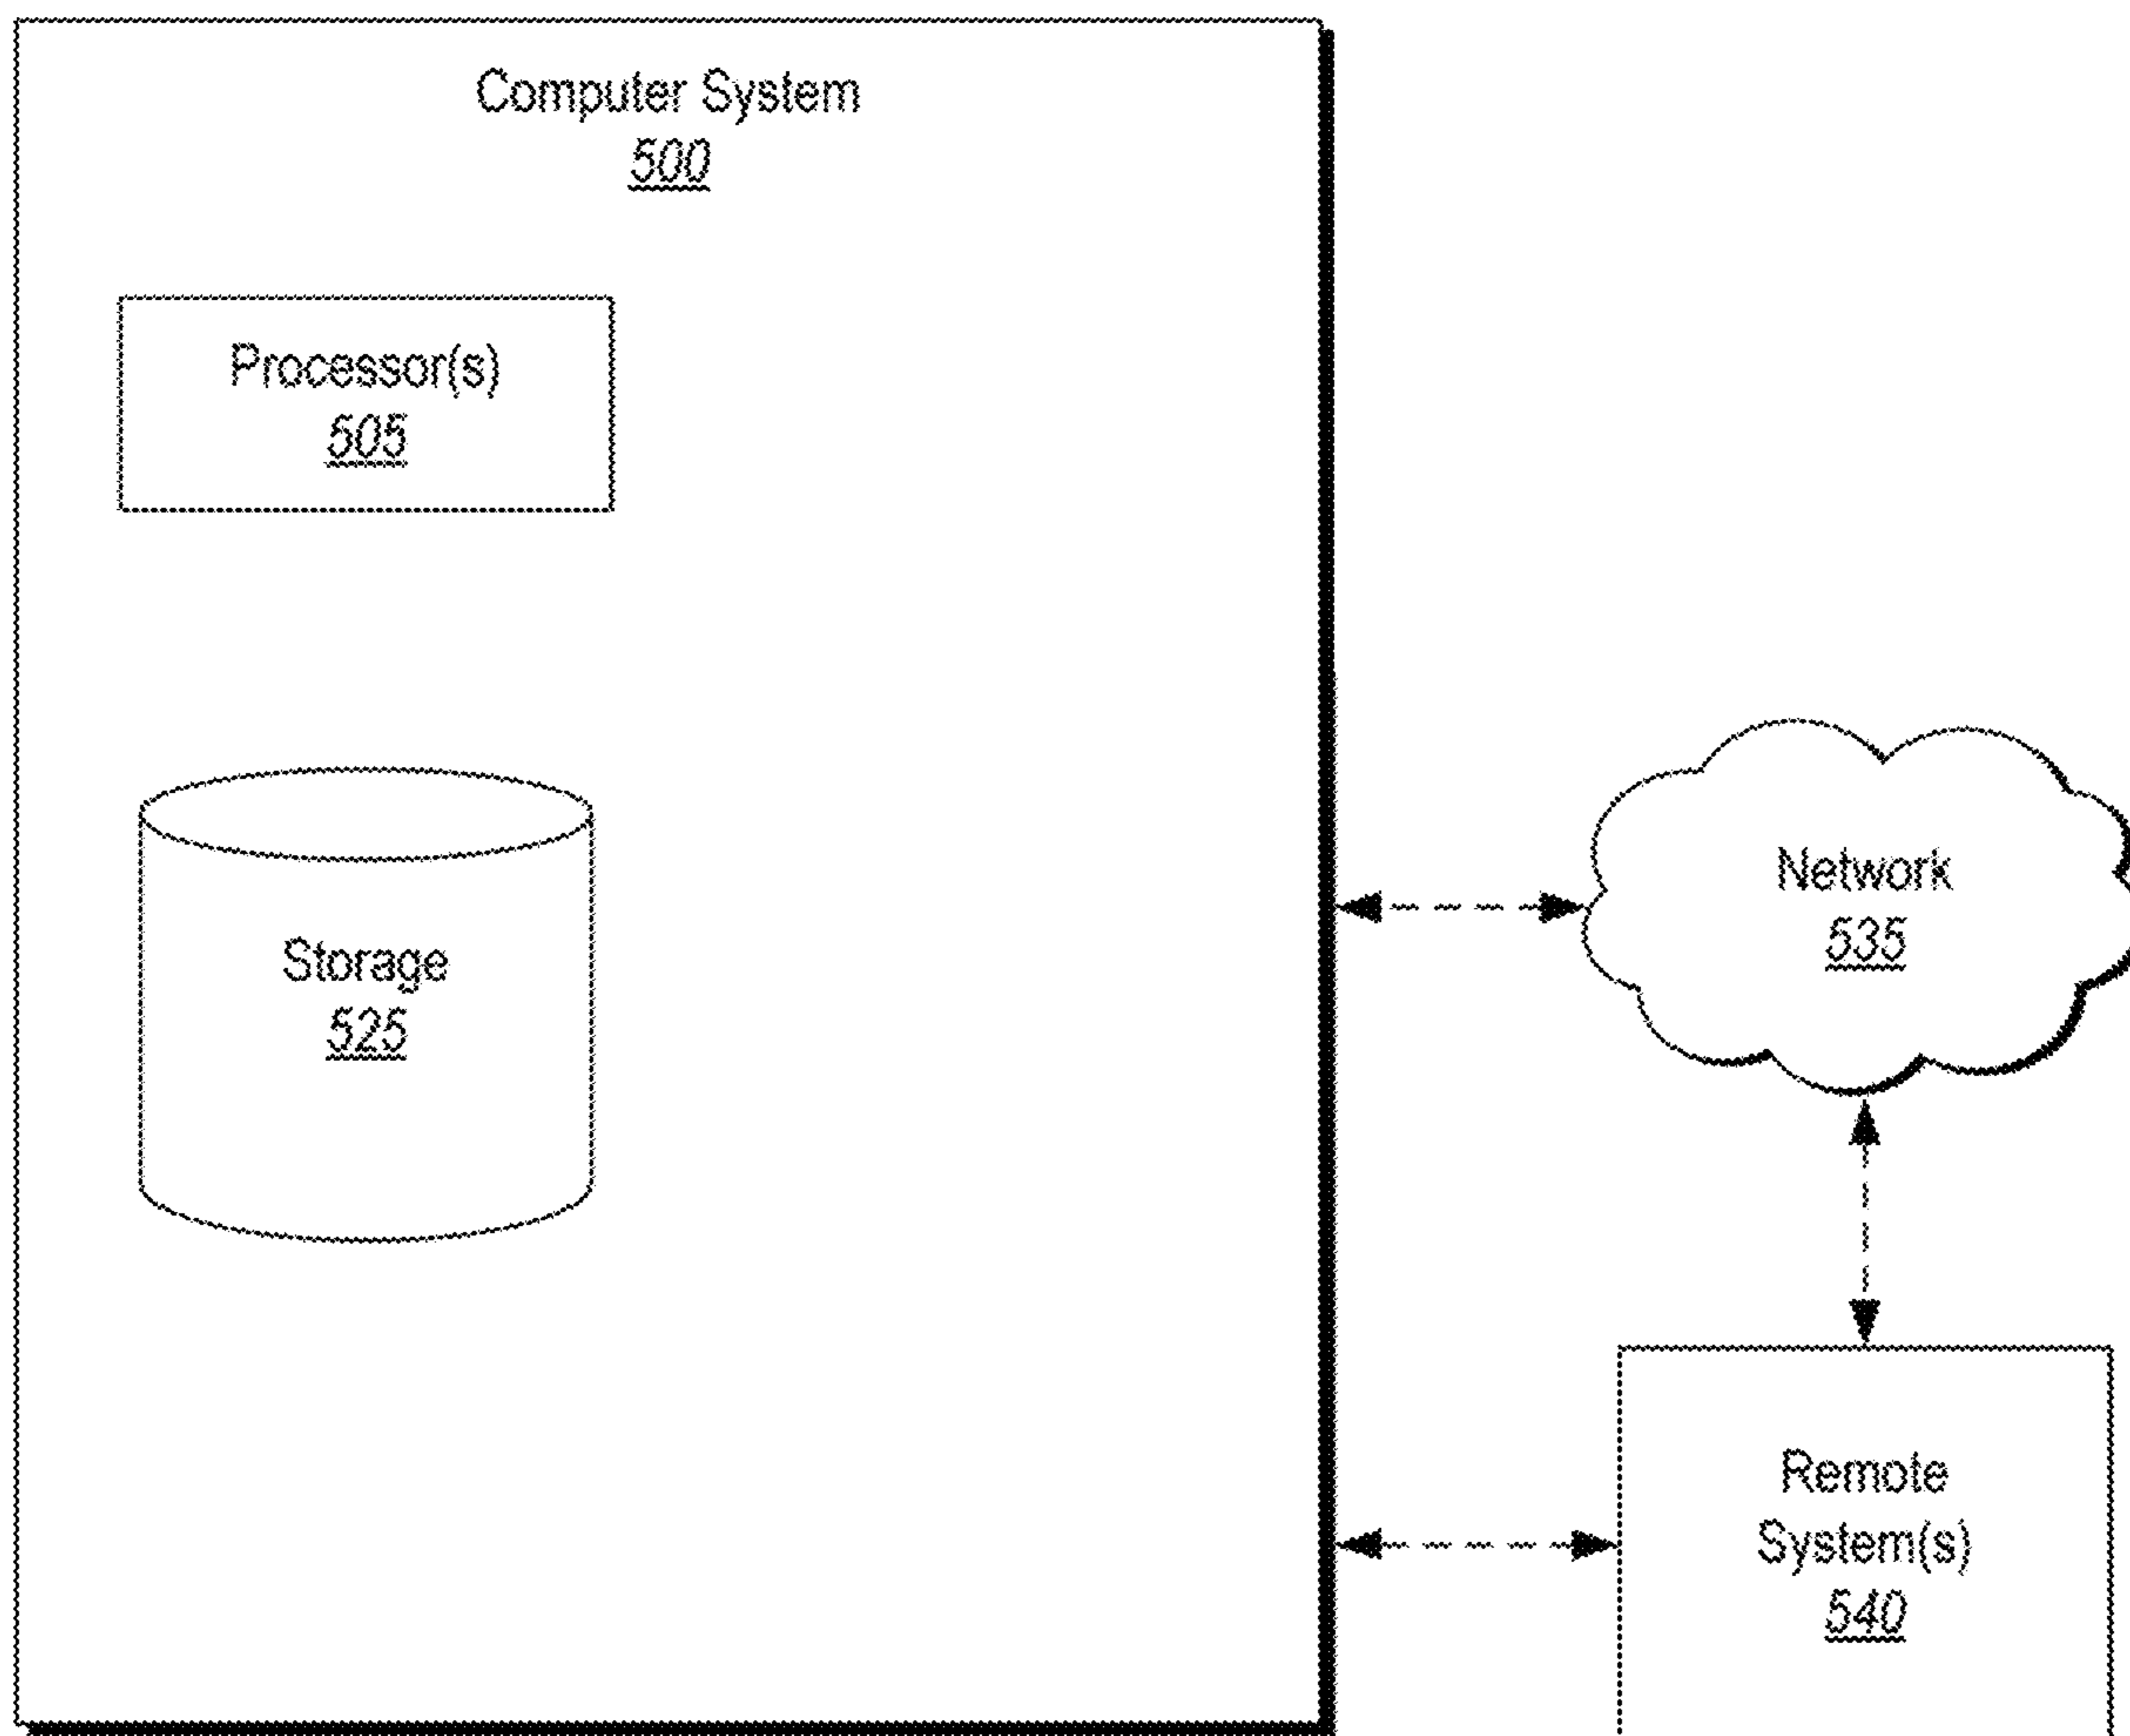 Computer System
500
Processor(s)
505
Storage
525
Network
535
Remote
System(s)
540